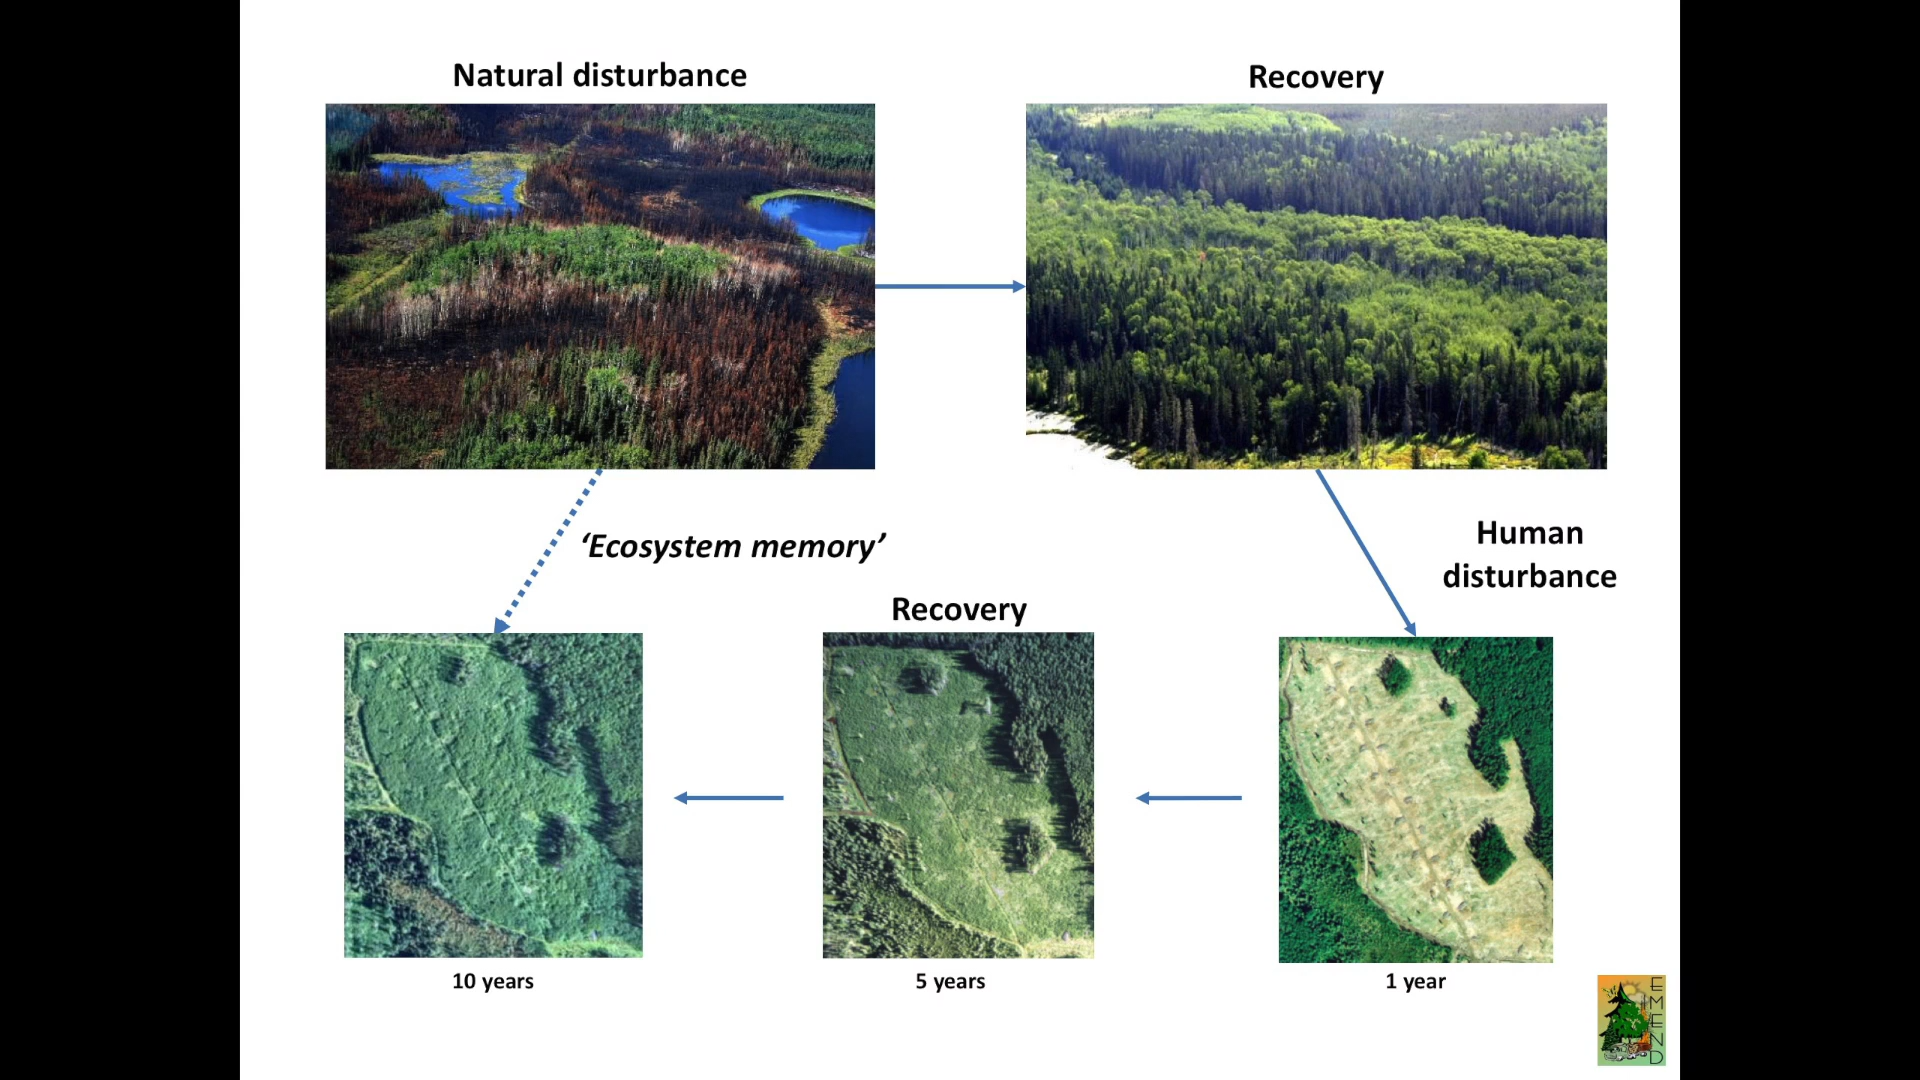 Natural disturbance
Recovery
‘Ecosystem memory’
Human
disturbance
Recovery
10 years
5 years
1 year
EMEND